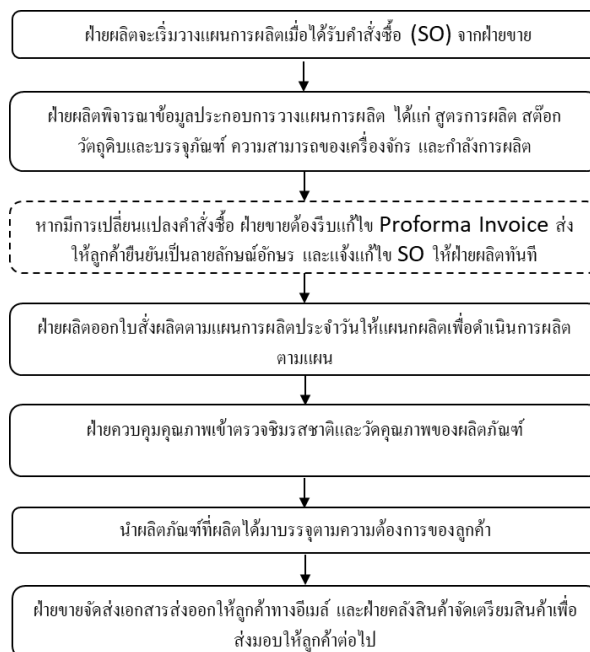 ฝ่ายผลิตจะเริ่มวางแผนการผลิตเมื่อได้รับคำสั่งซื้อ (SO) จากฝ่ายขาย
ฝ่ายผลิตพิจารณาข้อมูลประกอบการวางแผนการผลิต ได้แก่ สูตรการผลิต สต๊อก
วัตถุดิบและบรรจุภัณฑ์ ความสามารถของเครื่องจักร และกำลังการผลิต
หากมีการเปลี่ยนแปลงคำสั่งซื้อ ฝ่ายขายต้องรีบแก้ไข Proforma Invoice ส่ง
ให้ลูกค้ายืนยันเป็นลายลักษณ์อักษร และแจ้งแก้ไข SO ให้ฝ่ายผลิตทันที
ฝ่ายผลิตออกใบสั่งผลิตตามแผนการผลิตประจำวันให้แผนกผลิตเพื่อดำเนินการผลิต
ตามแผน
ฝ่ายควบคุมคุณภาพเข้าตรวจชิมรสชาติและวัดคุณภาพของผลิตภัณฑ์
นำผลิตภัณฑ์ที่ผลิตได้มาบรรจุตามความต้องการของลูกค้า
ฝ่ายขายจัดส่งเอกสารส่งออกให้ลูกค้าทางอีเมล์ และฝ่ายคลังสินค้าจัดเตรียมสินค้าเพื่อ
ส่งมอบให้ลูกค้าต่อไป